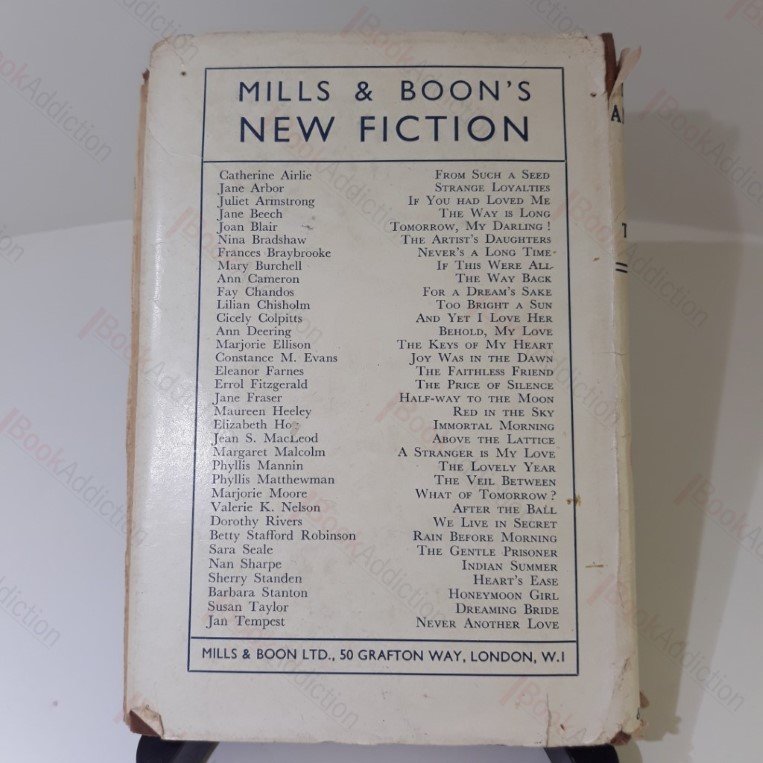 MILLS & BOON'S
NEW FICTION
Catherine Airlie FROM SUCH A SEED
Jane Arbor STRANGE LOYALTIES
Juliet Armstrong IF YOU HAD LOVED ME
Jane Beech THE WAY IS LONG
Joan Blair TOMORROW, MY DARLING !
Nina Bradshaw THE ARTIST'S DAUGHTERS
Frances Braybrooke NEVER'S A LONG TIME
Mary Burchell IF THIS WERE ALL
Ann Cameron THE WAY BACK
Fay Chandos FOR A DREAM'S SAKE
Lilian Chisholm TOO BRIGHT A SUN
Cicely Colpitts AND YET I LOVE HER
Ann Deering BEHOLD, MY LOVE
Marjorie Ellison THE KEYS OF MY HEART
Constance M. Evans JOY WAS IN THE DAWN
Eleanor Farnes THE FAITHLESS FRIEND
Errol Fitzgerald THE PRICE OF SILENCE
Jane Fraser HALF-WAY TO THE MOON
Maureen Heeley RED IN THE SKY
Elizabeth Hoy IMMORTAL MORNING
Jean S. MacLeod ABOVE THE LATTICE
Margaret Malcolm A STRANGER IS MY LOVE
Phyllis Mannin THE LOVELY YEAR
Phyllis Matthewman THE VEIL BETWEEN
Marjorie Moore WHAT OF TOMORROW ?
Valerie K. Nelson AFTER THE BALL
Dorothy Rivers WE LIVE IN SECRET
Betty Stafford Robinson RAIN BEFORE MORNING
Sara Seale THE GENTLE PRISONER
Nan Sharpe INDIAN SUMMER
Sherry Standen HEART'S EASE
Barbara Stanton HONEYMOON GIRL
Susan Taylor DREAMING BRIDE
Jan Tempest NEVER ANOTHER LOVE
MILLS & BOON LTD., 50 GRAFTON WAY, LONDON, W.I
BookAddiction